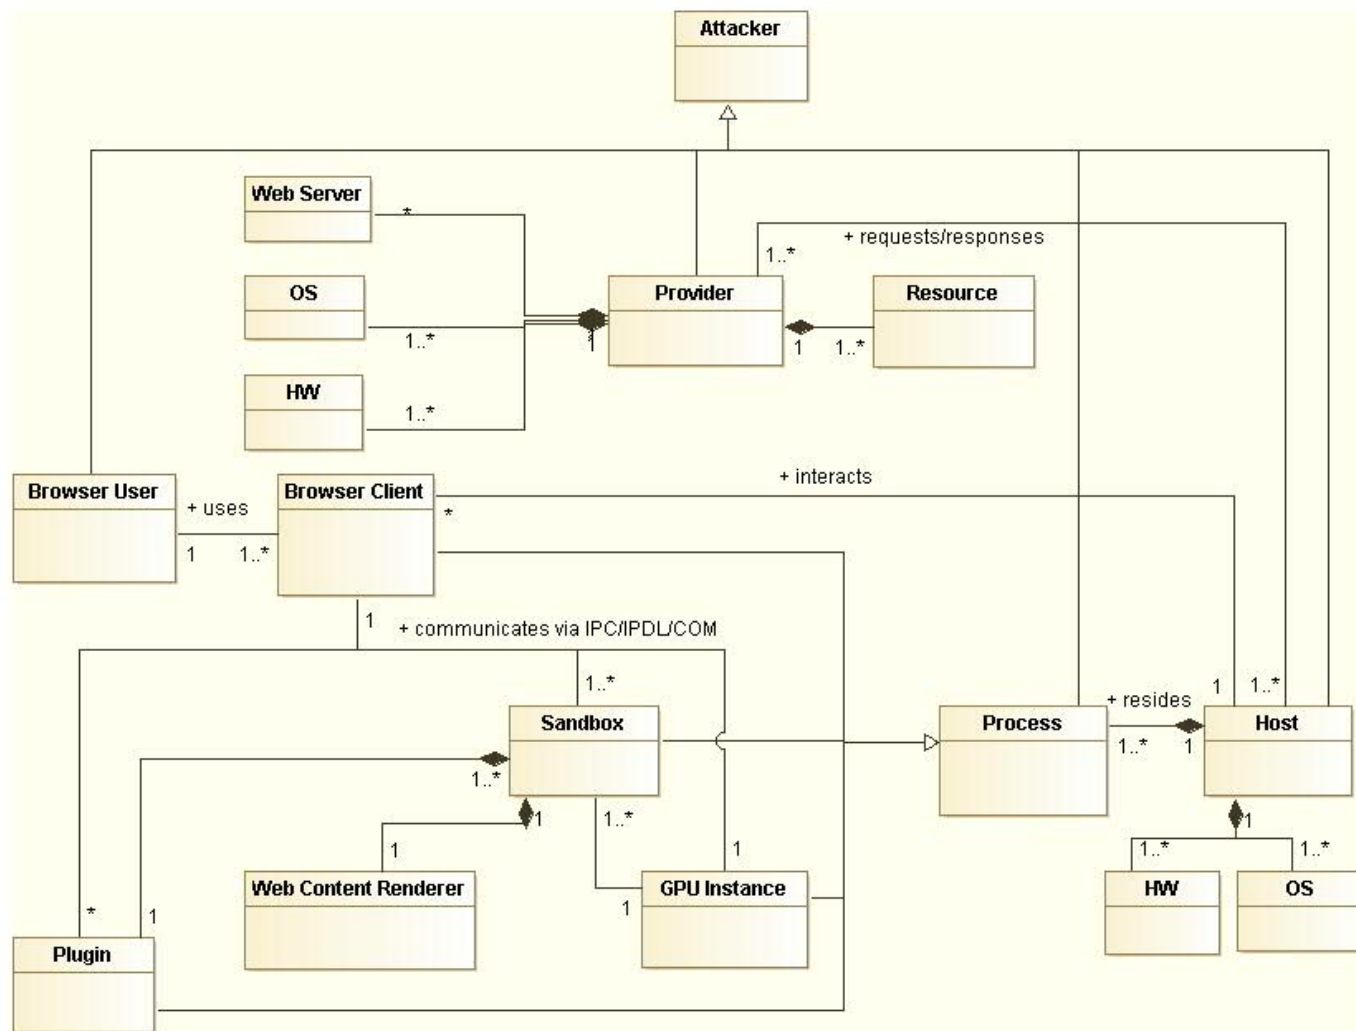 Attacker
Web Server
*
+ requests/responses
1..*
OS
Provider
Resource
1..*
1
1
1..*
HW
1..*
+ interacts
Browser User
Browser Client
+ uses
*
1
1..*
1
+ communicates via IPC/IPDL/COM
1..*
1
1..*
+ resides
Sandbox
Process
Host
1..*
1
1..*
1
1..*
1
1
1
1..*
1..*
Web Content Renderer
GPU Instance
HW
OS
*
1
1
Plugin